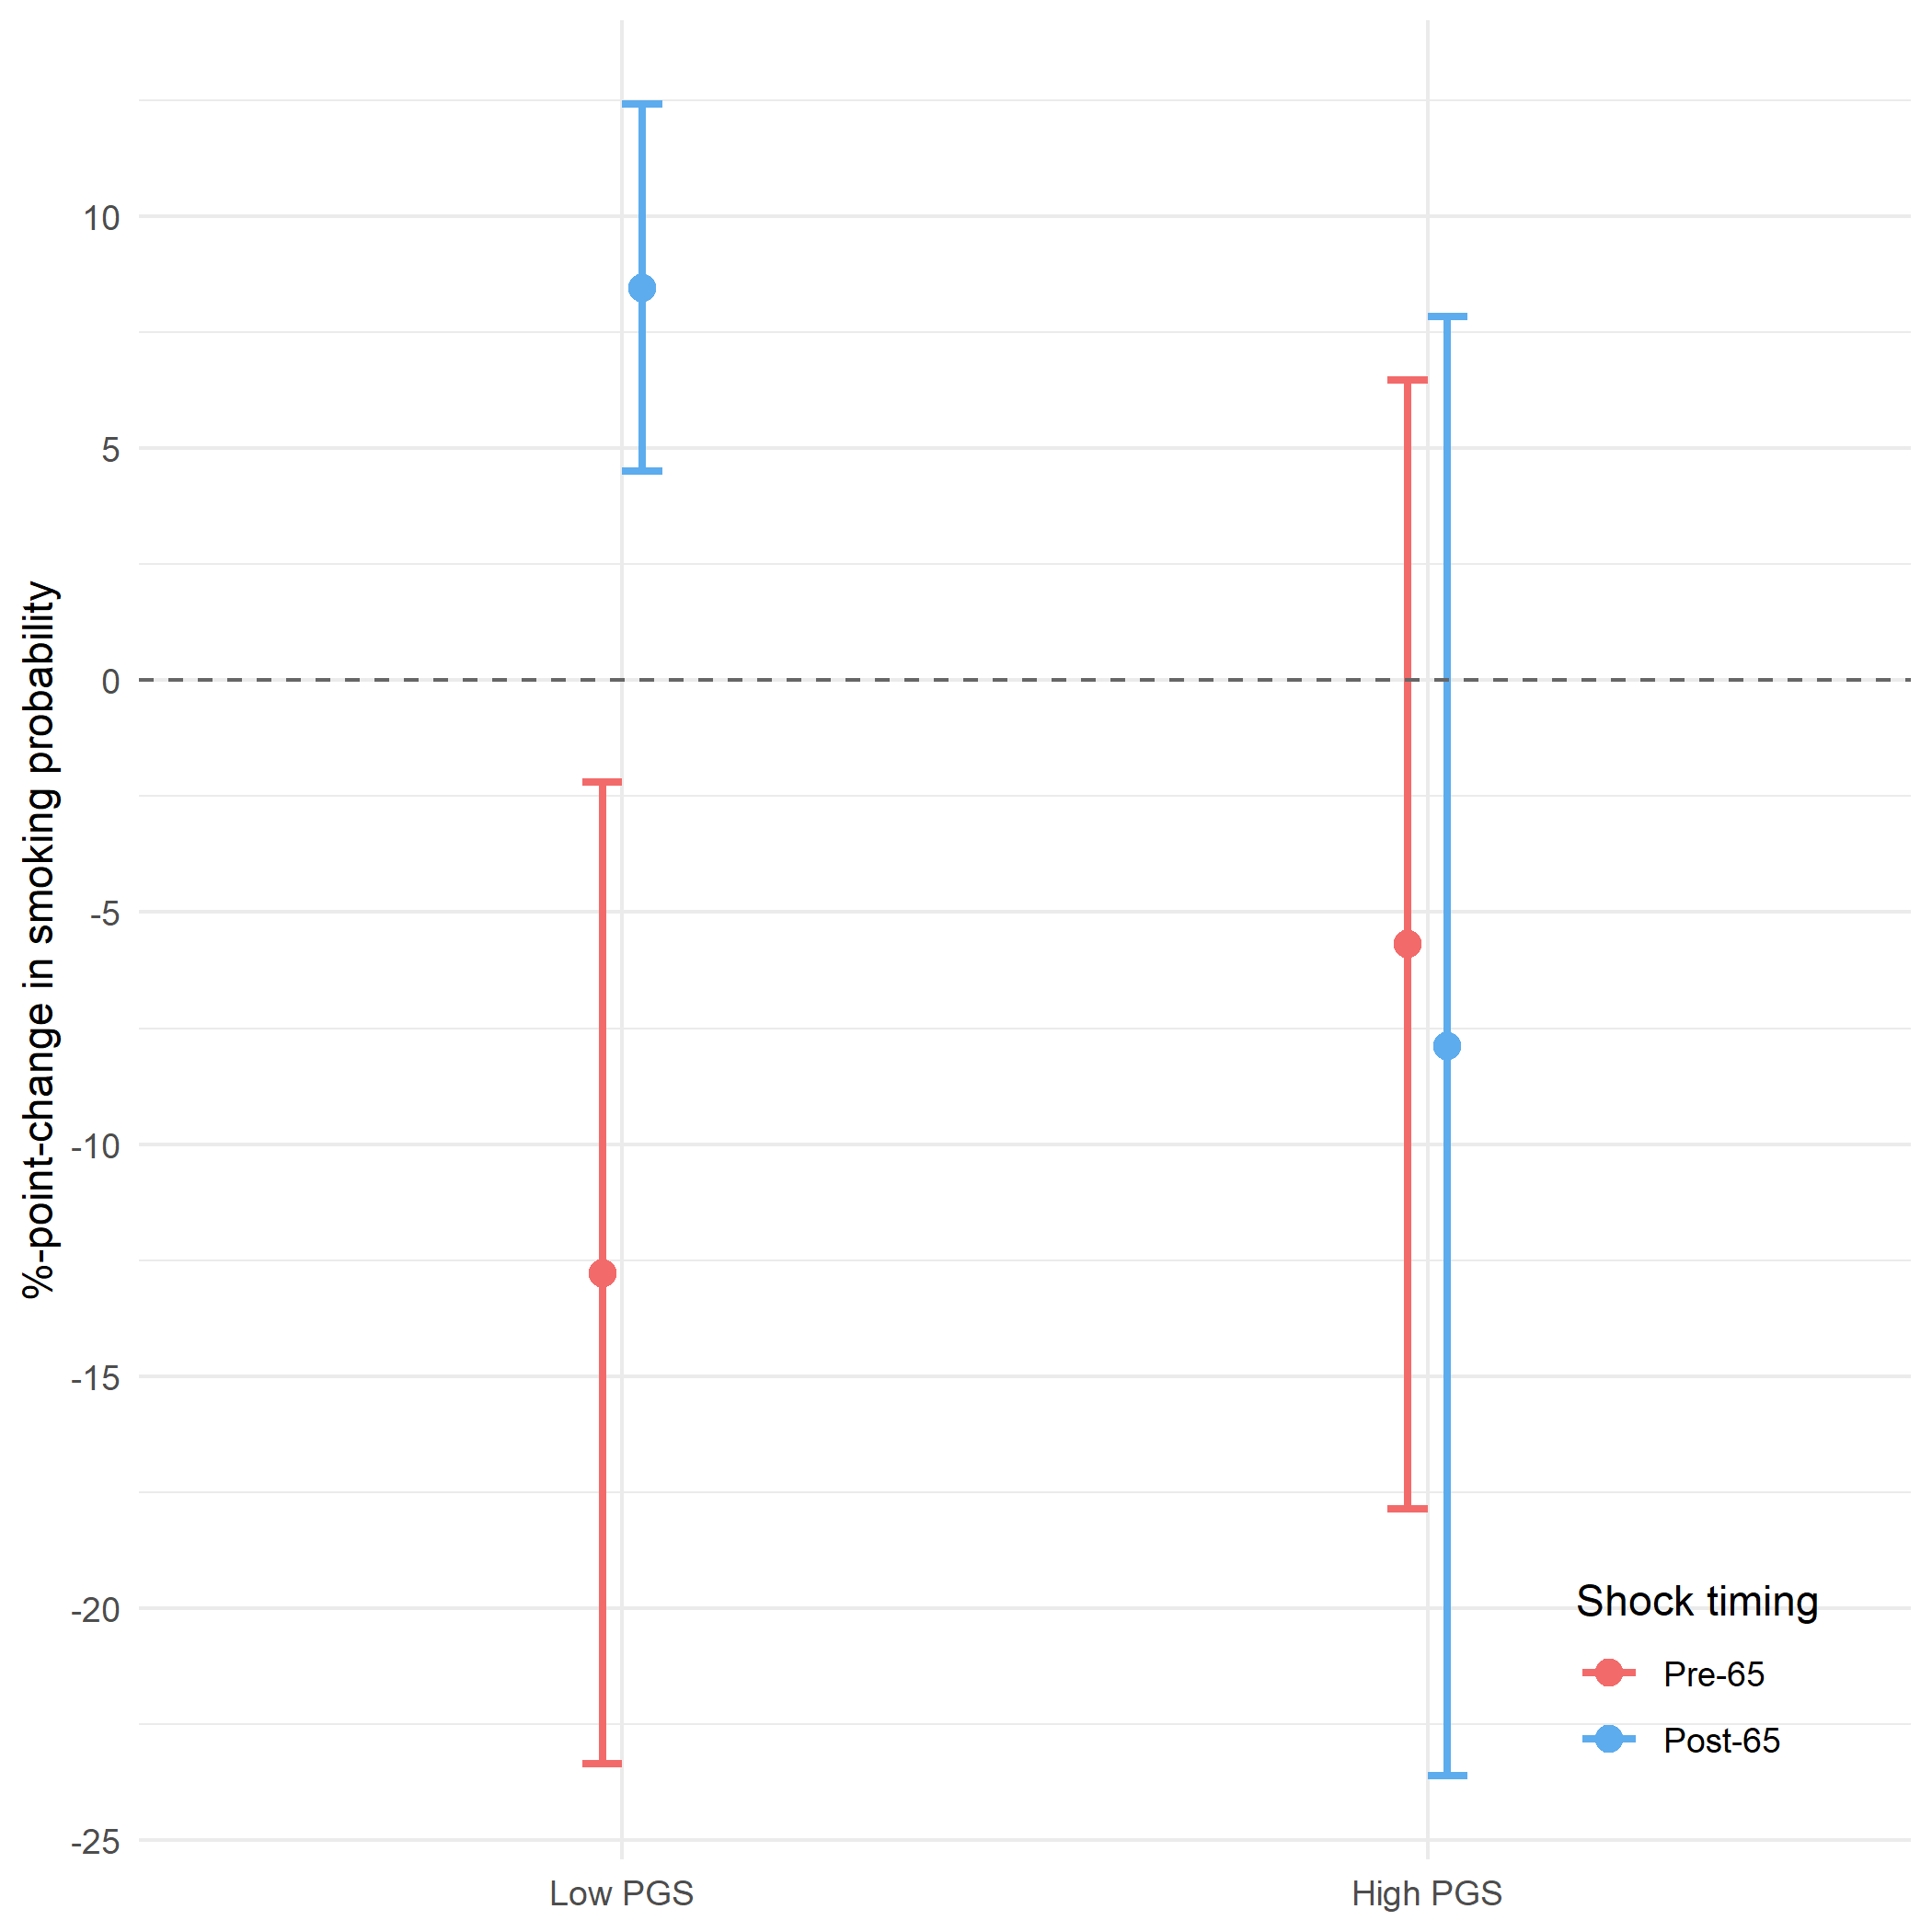 %-point-change in smoking probability
10
5
0
-5
-10
-15
-20
-25
Low PGS
High PGS
Shock timing
Pre-65
Post-65